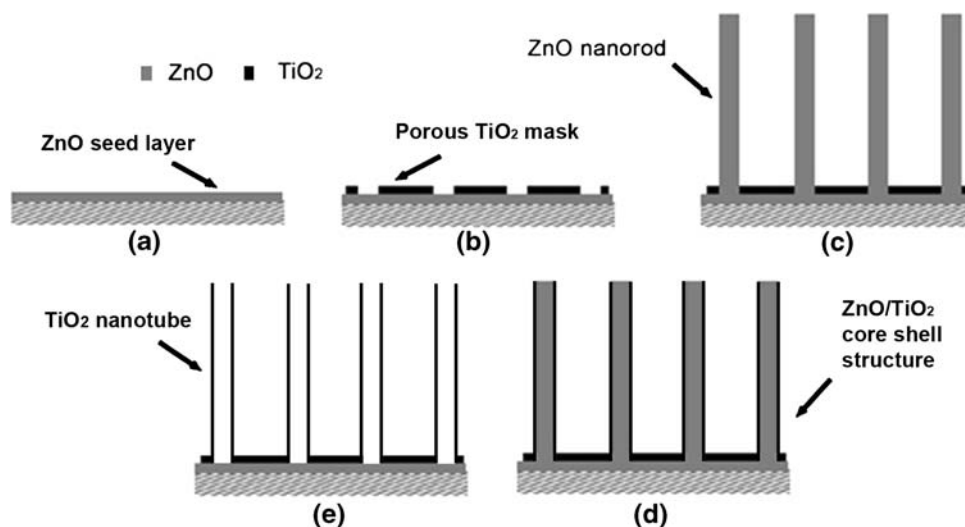 ZnO TiO₂
ZnO seed layer
(a)
Porous TiO₂ mask
(b)
ZnO nanorod
(c)
TiO₂ nanotube
(e)
ZnO/TiO₂
core shell
structure
(d)